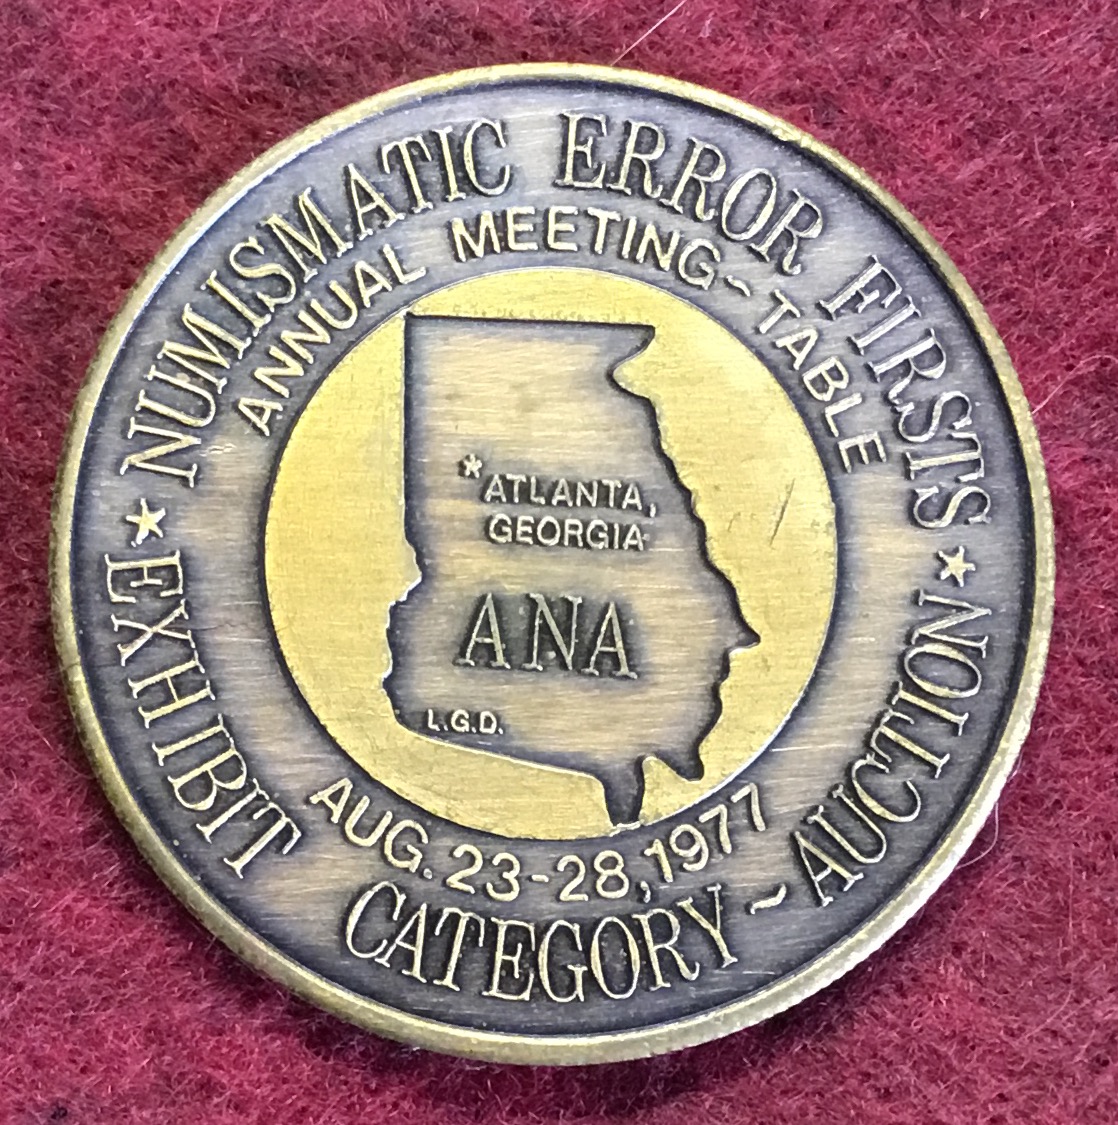 ★ NUMISMATIC ERROR FIRSTS ★
ANNUAL MEETING~TABLE
*ATLANTA,
GEORGIA
ANA
L.G.D.
AUG. 23-28, 1977
EXHIBIT CATEGORY ~ AUCTION